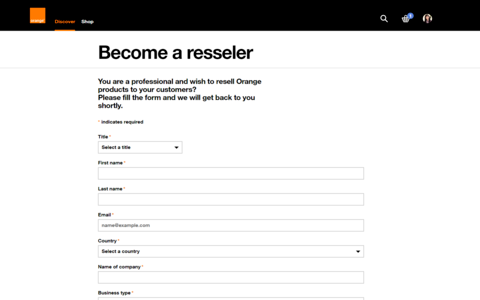 Discover Shop
1
orange
Become a resseler
You are a professional and wish to resell Orange
products to your customers?
Please fill the form and we will get back to you
shortly.
* indicates required
Title *
Select a title
First name *
Last name *
Email *
name@example.com
Country *
Select a country
Name of company *
Business type *